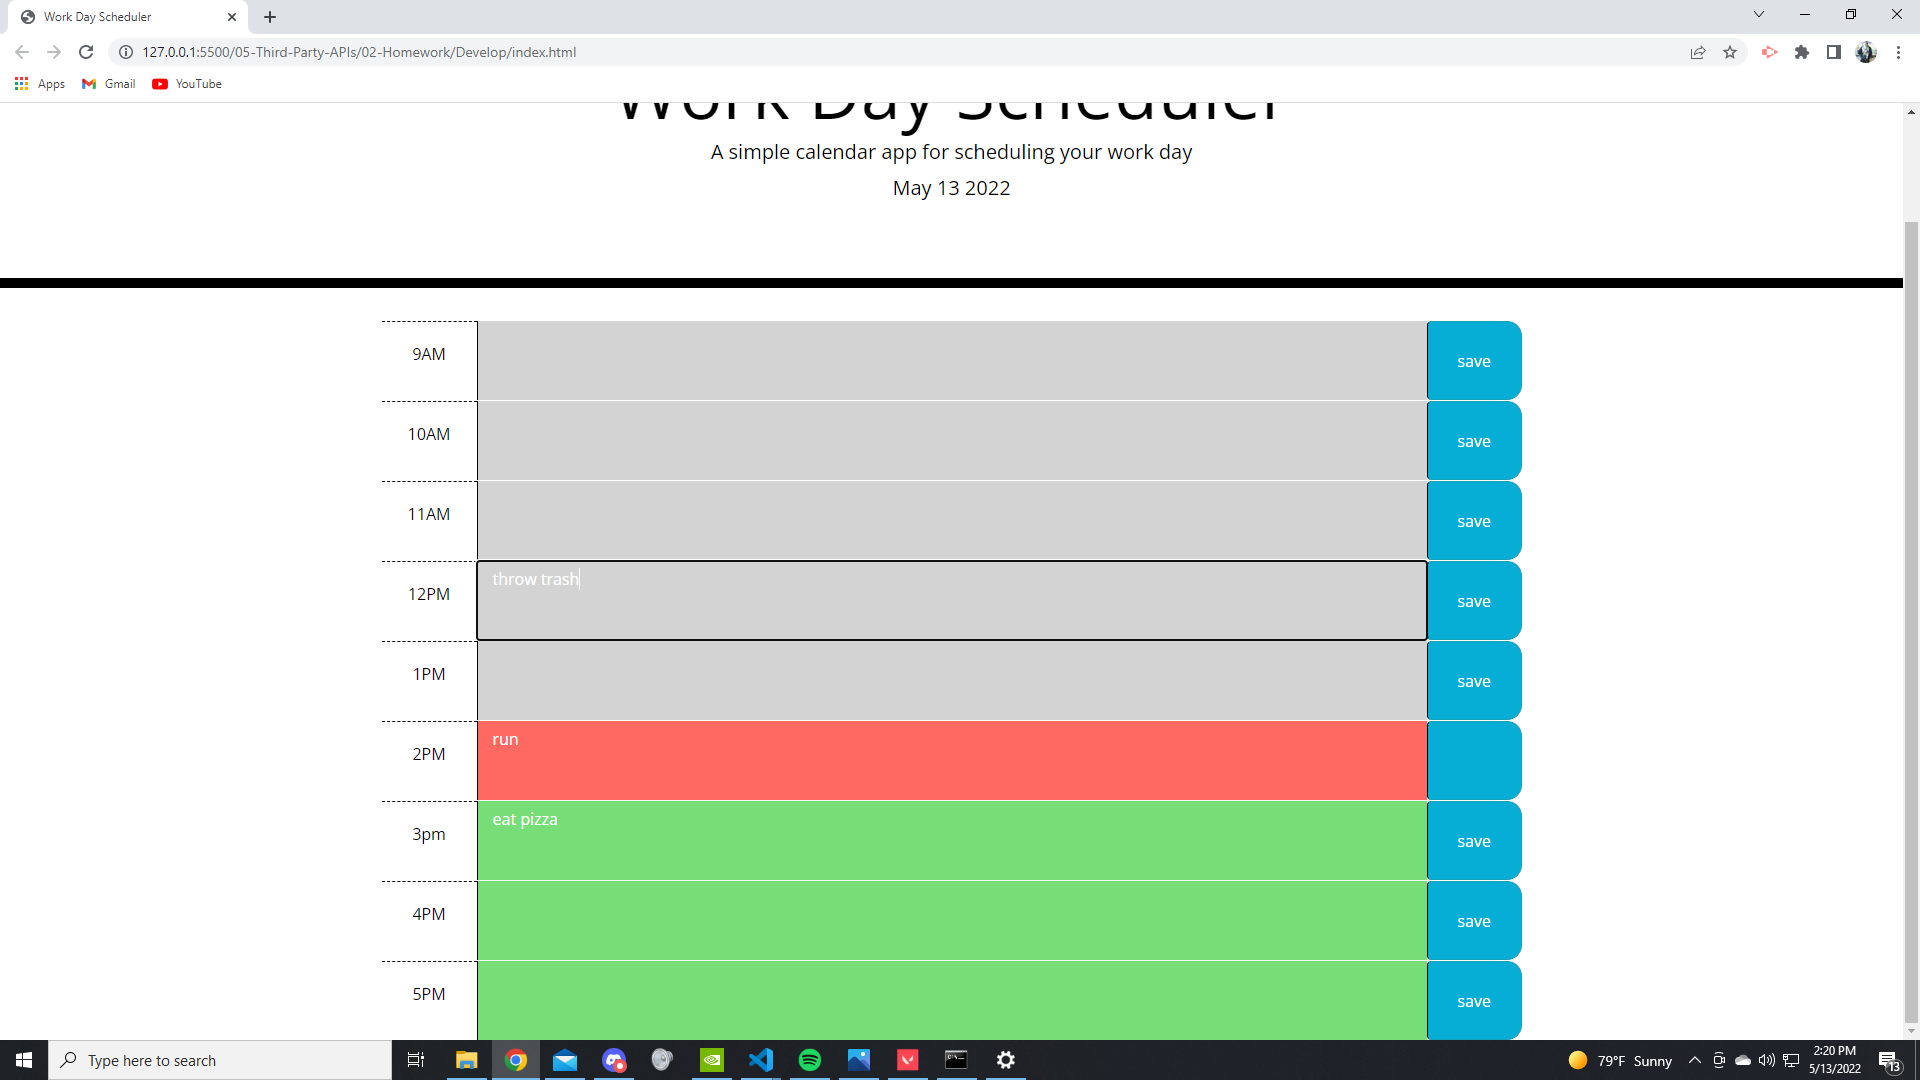 Work Day Scheduler
127.0.0.1:5500/05-Third-Party-APIs/02-Homework/Develop/index.html
Apps
Gmail
YouTube
Work Day Scheduler
A simple calendar app for scheduling your work day
May 13 2022
9AM
save
10AM
save
11AM
save
12PM
throw trash
save
1PM
save
2PM
run
3pm
eat pizza
save
4PM
save
5PM
save
Type here to search
79°F Sunny
2:20 PM
5/13/2022
13